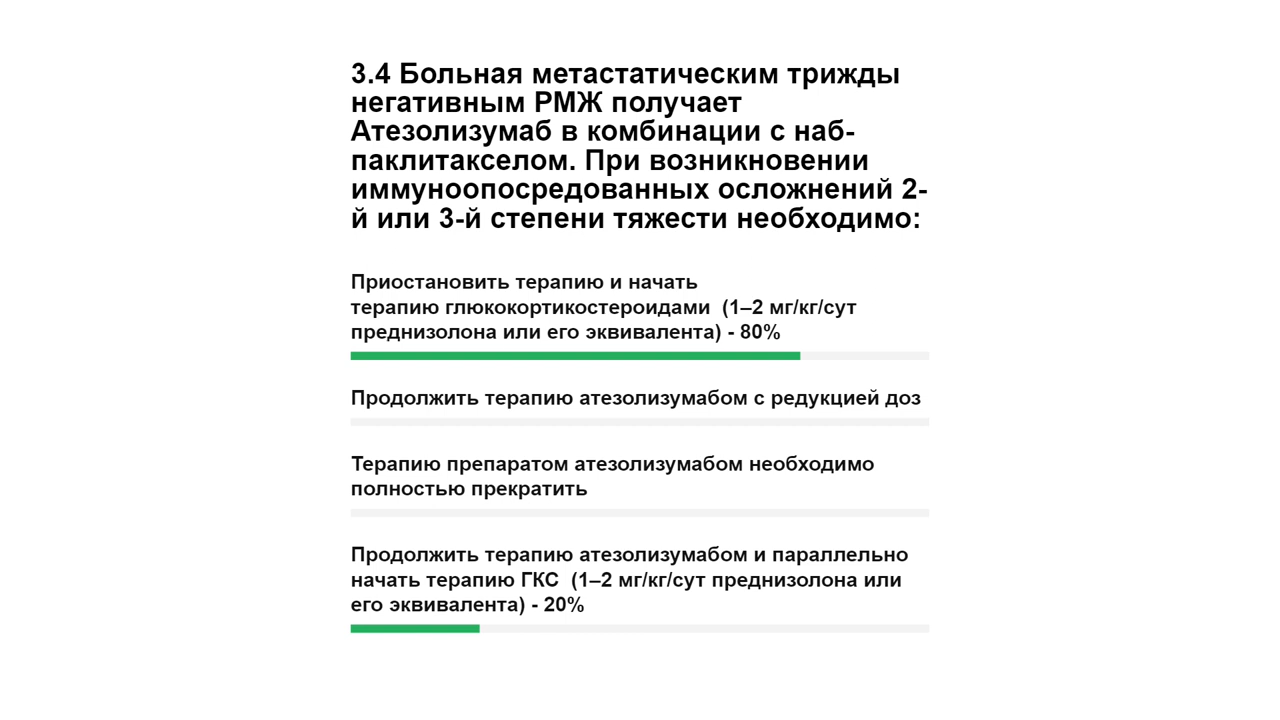 3.4 Больная метастатическим трижды
негативным РМЖ получает
Атезолизумаб в комбинации с наб-
паклитакселом. При возникновении
иммуноопосредованных осложнений 2-
й или 3-й степени тяжести необходимо:
Приостановить терапию и начать
терапию глюкокортикостероидами  (1–2 мг/кг/сут
преднизолона или его эквивалента) - 80%
Продолжить терапию атезолизумабом с редукцией доз
Терапию препаратом атезолизумабом необходимо
полностью прекратить
Продолжить терапию атезолизумабом и параллельно
начать терапию ГКС  (1–2 мг/кг/сут преднизолона или
его эквивалента) - 20%